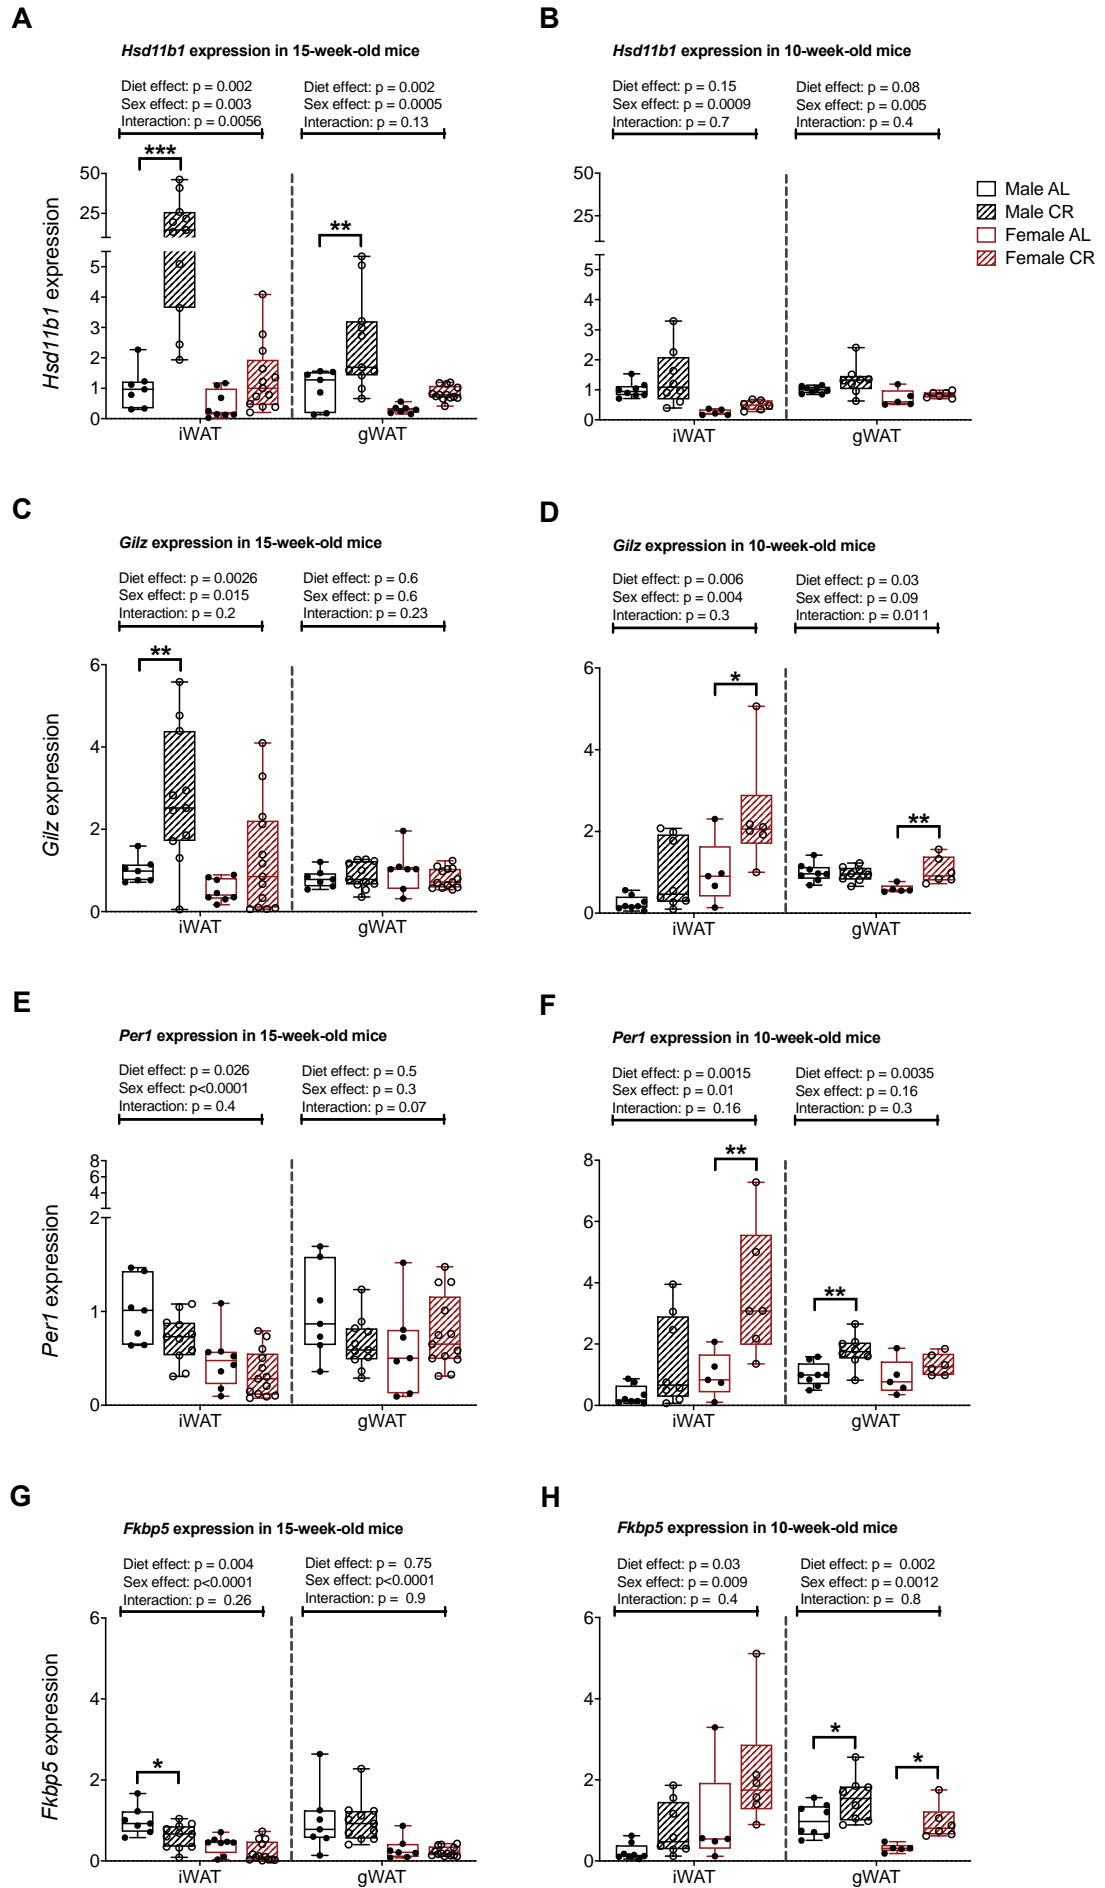 A
Hsd11b1 expression in 15-week-old mice
Diet effect: p = 0.002
Sex effect: p = 0.003
Interaction: p = 0.0056
Diet effect: p = 0.002
Sex effect: p = 0.0005
Interaction: p = 0.13
***
**
50
25
5
4
3
2
1
0
Hsd11b1 expression
iWAT
gWAT
B
Hsd11b1 expression in 10-week-old mice
Diet effect: p = 0.15
Sex effect: p = 0.0009
Interaction: p = 0.7
Diet effect: p = 0.08
Sex effect: p = 0.005
Interaction: p = 0.4
50
25
5
4
3
2
1
0
iWAT
gWAT
Male AL
Male CR
Female AL
Female CR
C
Gilz expression in 15-week-old mice
Diet effect: p = 0.0026
Sex effect: p = 0.015
Interaction: p = 0.2
Diet effect: p = 0.6
Sex effect: p = 0.6
Interaction: p = 0.23
**
6
4
2
0
Gilz expression
iWAT
gWAT
D
Gilz expression in 10-week-old mice
Diet effect: p = 0.006
Sex effect: p = 0.004
Interaction: p = 0.3
Diet effect: p = 0.03
Sex effect: p = 0.09
Interaction: p = 0.011
*
**
6
4
2
0
iWAT
gWAT
E
Per1 expression in 15-week-old mice
Diet effect: p = 0.026
Sex effect: p<0.0001
Interaction: p = 0.4
Diet effect: p = 0.5
Sex effect: p = 0.3
Interaction: p = 0.07
8
6
4
2
1
0
Per1 expression
iWAT
gWAT
F
Per1 expression in 10-week-old mice
Diet effect: p = 0.0015
Sex effect: p = 0.01
Interaction: p = 0.16
Diet effect: p = 0.0035
Sex effect: p = 0.16
Interaction: p = 0.3
**
**
8
6
4
2
0
iWAT
gWAT
G
Fkbp5 expression in 15-week-old mice
Diet effect: p = 0.004
Sex effect: p<0.0001
Interaction: p = 0.26
Diet effect: p = 0.75
Sex effect: p<0.0001
Interaction: p = 0.9
*
6
4
2
0
Fkbp5 expression
iWAT
gWAT
H
Fkbp5 expression in 10-week-old mice
Diet effect: p = 0.03
Sex effect: p = 0.009
Interaction: p = 0.4
Diet effect: p = 0.002
Sex effect: p = 0.0012
Interaction: p = 0.8
*
*
6
4
2
0
iWAT
gWAT